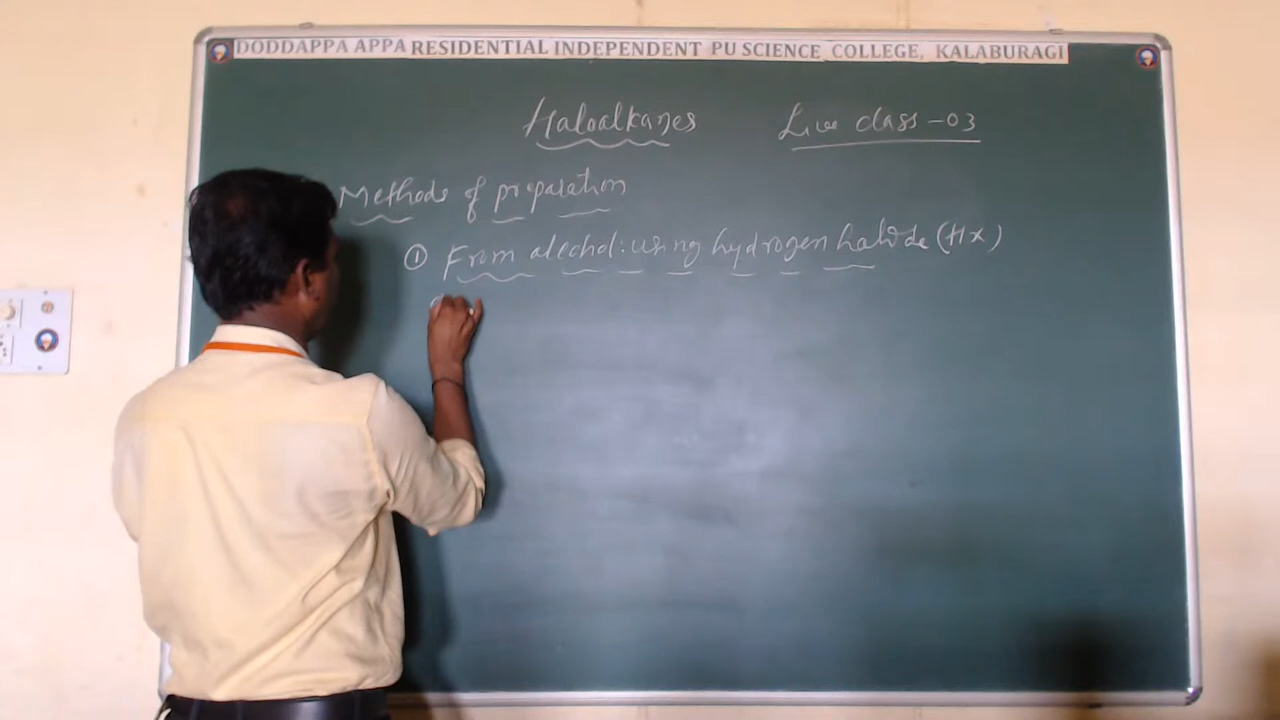 DODDAPPA APPA RESIDENTIAL INDEPENDENT PU SCIENCE COLLEGE, KALABURAGI
Haloalkanes Live class -03
Methods of preparation
① From alcohol: using hydrogen halide (HX)